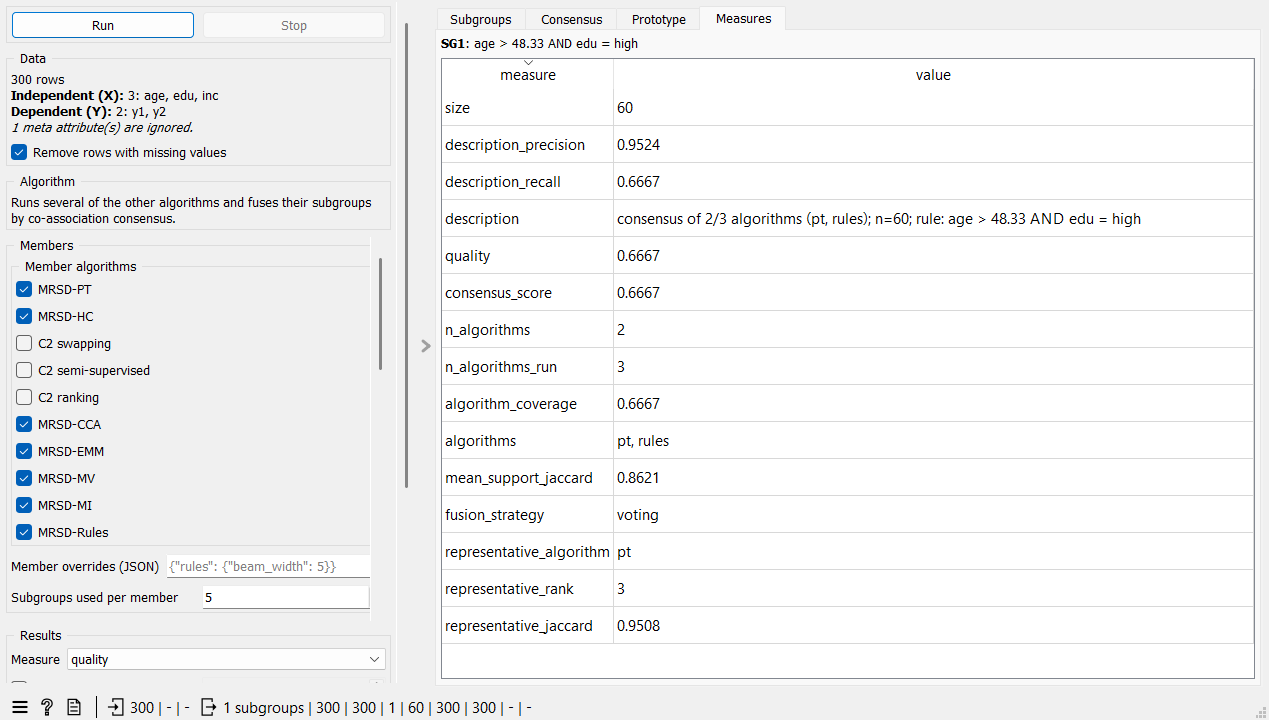 Run
Stop
Data
300 rows
Independent (X): 3: age, edu, inc
Dependent (Y): 2: y1, y2
1 meta attribute(s) are ignored.
Remove rows with missing values
Algorithm
Runs several of the other algorithms and fuses their subgroups
by co-association consensus.
Members
Member algorithms
MRSD-PT
MRSD-HC
C2 swapping
C2 semi-supervised
C2 ranking
MRSD-CCA
MRSD-EMM
MRSD-MV
MRSD-MI
MRSD-Rules
Member overrides (JSON) {"rules": {"beam_width": 5}}
Subgroups used per member 5
Results
Measure quality
Subgroups Consensus Prototype Measures
SG1: age > 48.33 AND edu = high
measure value
size 60
description_precision 0.9524
description_recall 0.6667
description consensus of 2/3 algorithms (pt, rules); n=60; rule: age > 48.33 AND edu = high
quality 0.6667
consensus_score 0.6667
n_algorithms 2
n_algorithms_run 3
algorithm_coverage 0.6667
algorithms pt, rules
mean_support_jaccard 0.8621
fusion_strategy voting
representative_algorithm pt
representative_rank 3
representative_jaccard 0.9508
300 | - | - 1 subgroups | 300 | 300 | 1 | 60 | 300 | 300 | - | -